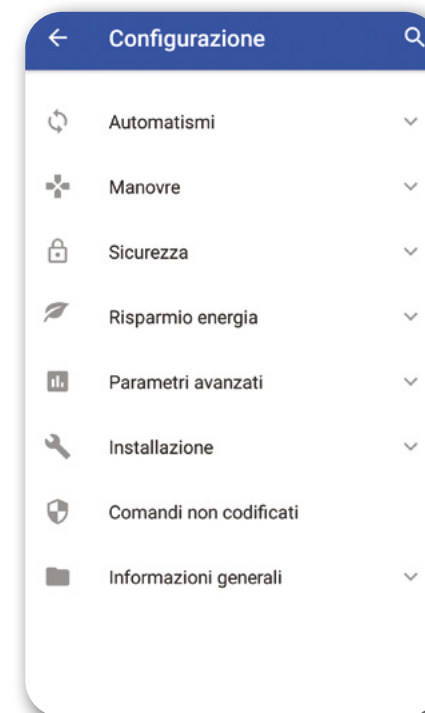 Configurazione
Automatismi
Manovre
Sicurezza
Risparmio energia
Parametri avanzati
Installazione
Comandi non codificati
Informazioni generali